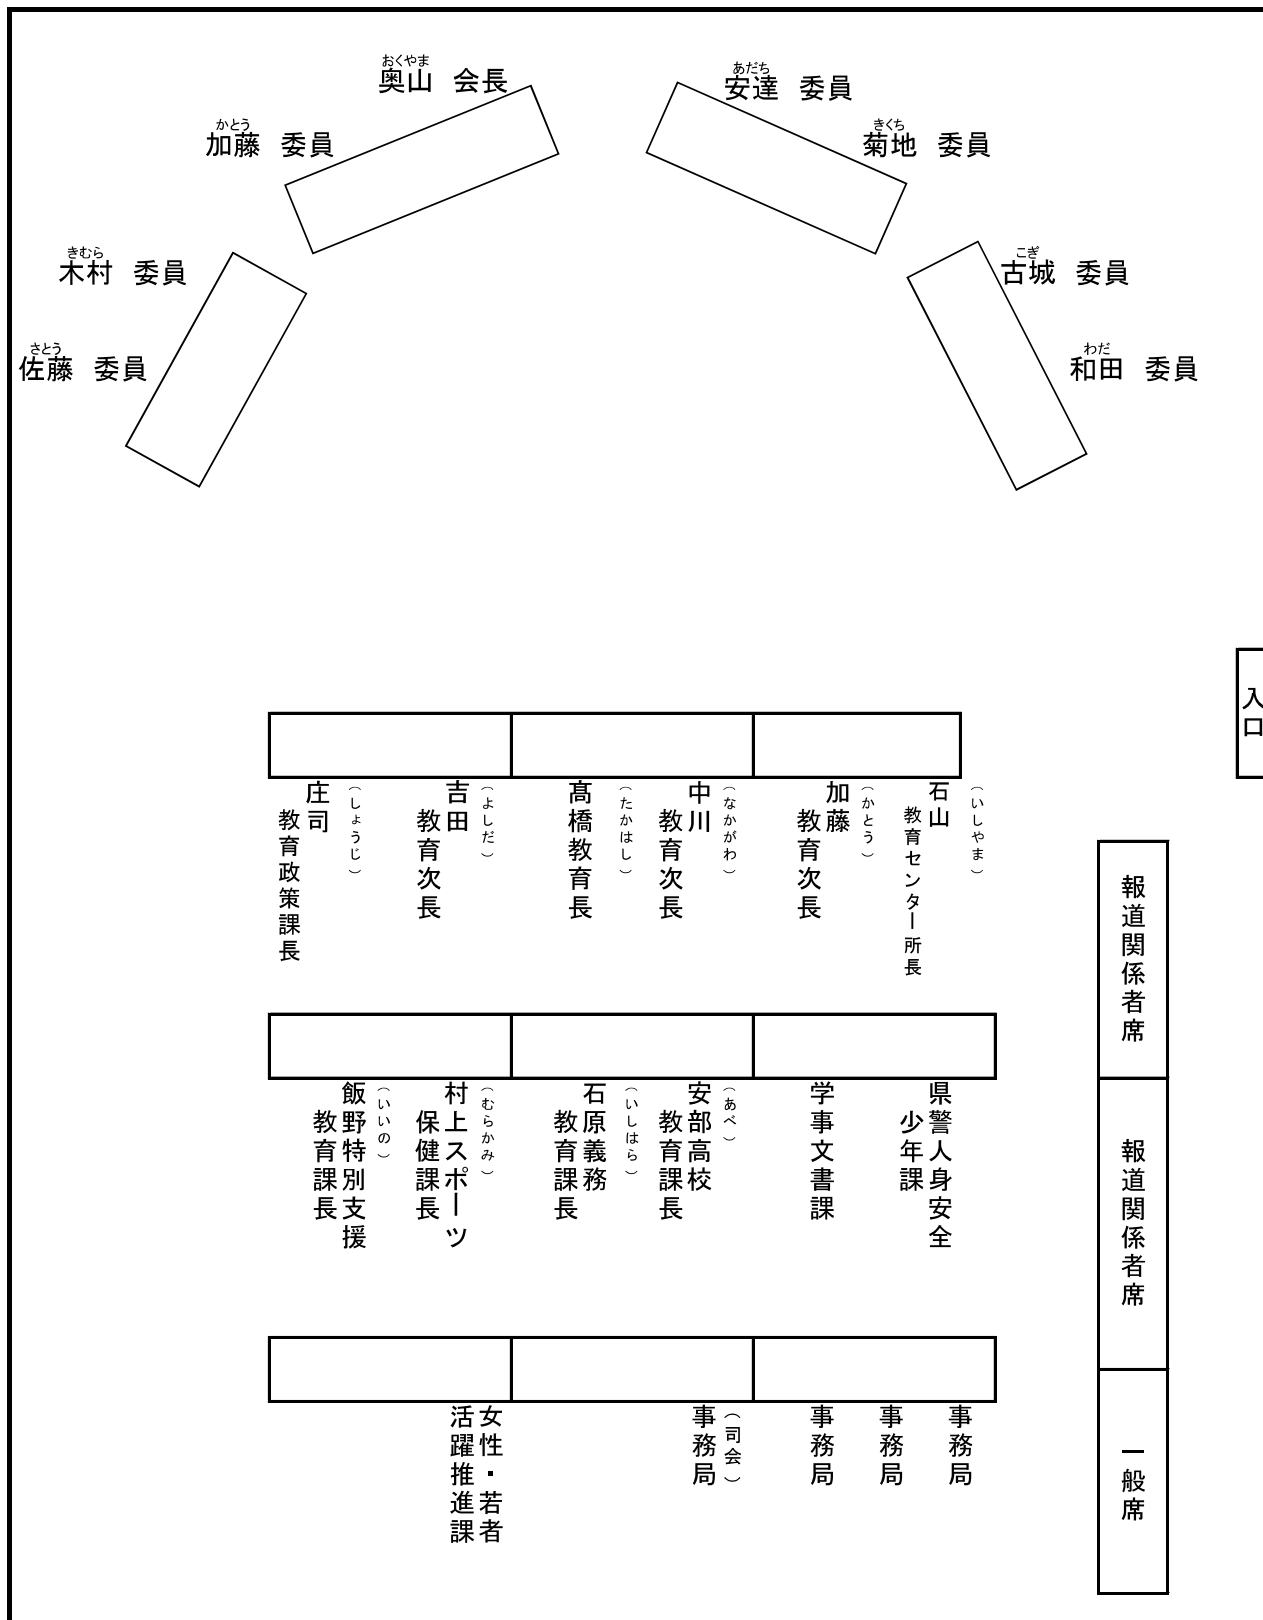 おくやま
奥山 会長
あだち
安達 委員
かとう
加藤 委員
きくち
菊地 委員
きむら
木村 委員
こぎ
古城 委員
さとう
佐藤 委員
わだ
和田 委員
入口
(いしやま)
石山
教育センター所長
(かとう)
加藤
教育次長
(なかがわ)
中川
教育次長
(たかはし)
髙橋教育長
(よしだ)
吉田
教育次長
(しょうじ)
庄司
教育政策課長
県警人身安全
少年課
学事文書課
(あべ)
安部高校
教育課長
(いしはら)
石原義務
教育課長
(むらかみ)
村上スポーツ
保健課長
(いいの)
飯野特別支援
教育課長
事務局
事務局
事務局
(司会)
事務局
女性・若者
活躍推進課
報道関係者席
報道関係者席
一般席